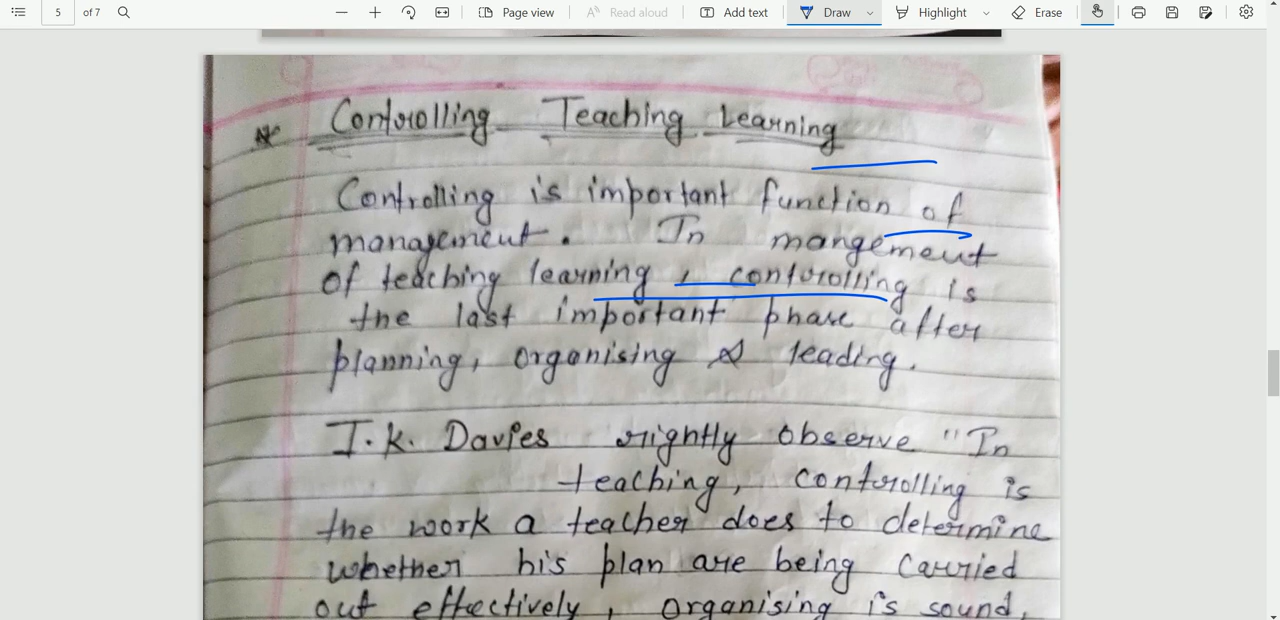 5 of 7 Page view Read aloud Add text Draw Highlight Erase
* Controlling Teaching Learning
Controlling is important function of
management. In mangement
of teaching learning, controlling is
the last important phase after
planning, organising & leading.
I.K. Davies rightly observe "In
teaching, controlling is
the work a teacher does to determine
whether his plan are being carried
out effectively, organising is sound,